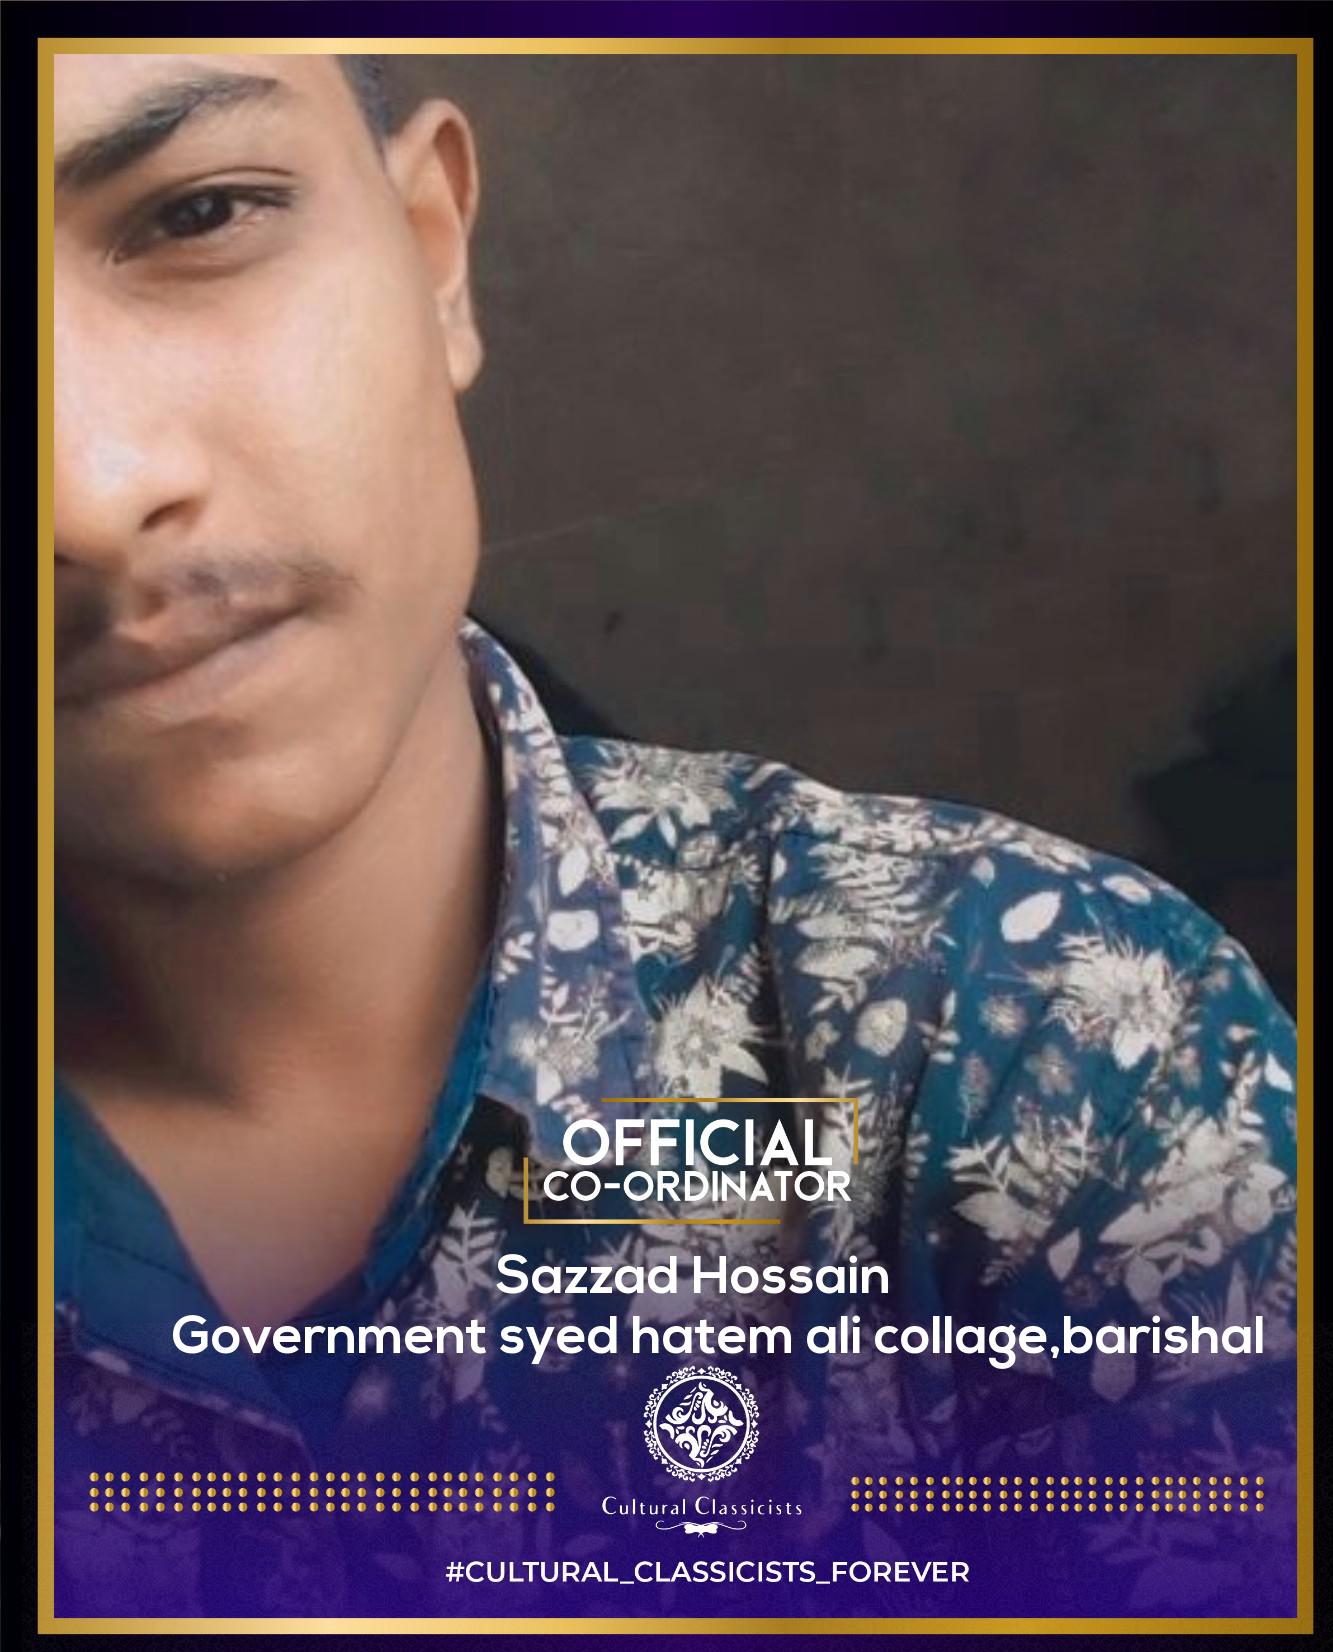 OFFICIAL
CO-ORDINATOR
Sazzad Hossain
Government syed hatem ali collage,barishal
Cultural Classicists
#CULTURAL_CLASSICISTS_FOREVER